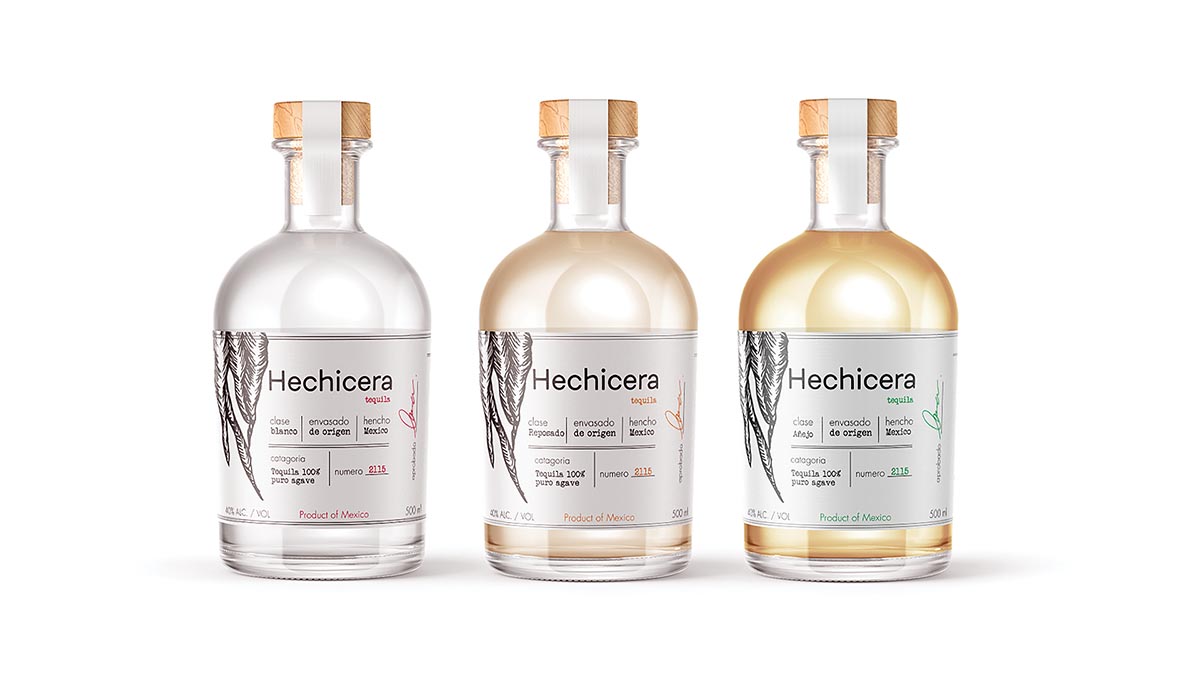 Hechicera
tequila
clase
blanco
envasado
de origen
hencho
Mexico
catagoria
Tequila 100%
puro agave
numero 2115
aprobado
40% ALC. / VOL
Product of Mexico
500 ml
Hechicera
tequila
clase
Reposado
envasado
de origen
hencho
Mexico
catagoria
Tequila 100%
puro agave
numero 2115
aprobado
40% ALC. / VOL
Product of Mexico
500 ml
Hechicera
tequila
clase
Añejo
envasado
de origen
hencho
Mexico
catagoria
Tequila 100%
puro agave
numero 2115
aprobado
40% ALC. / VOL
Product of Mexico
500 ml